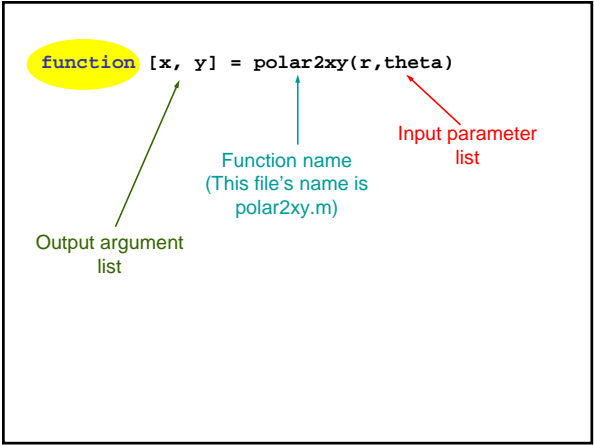 function [x, y] = polar2xy(r,theta)
Input parameter
list
Function name
(This file's name is
polar2xy.m)
Output argument
list